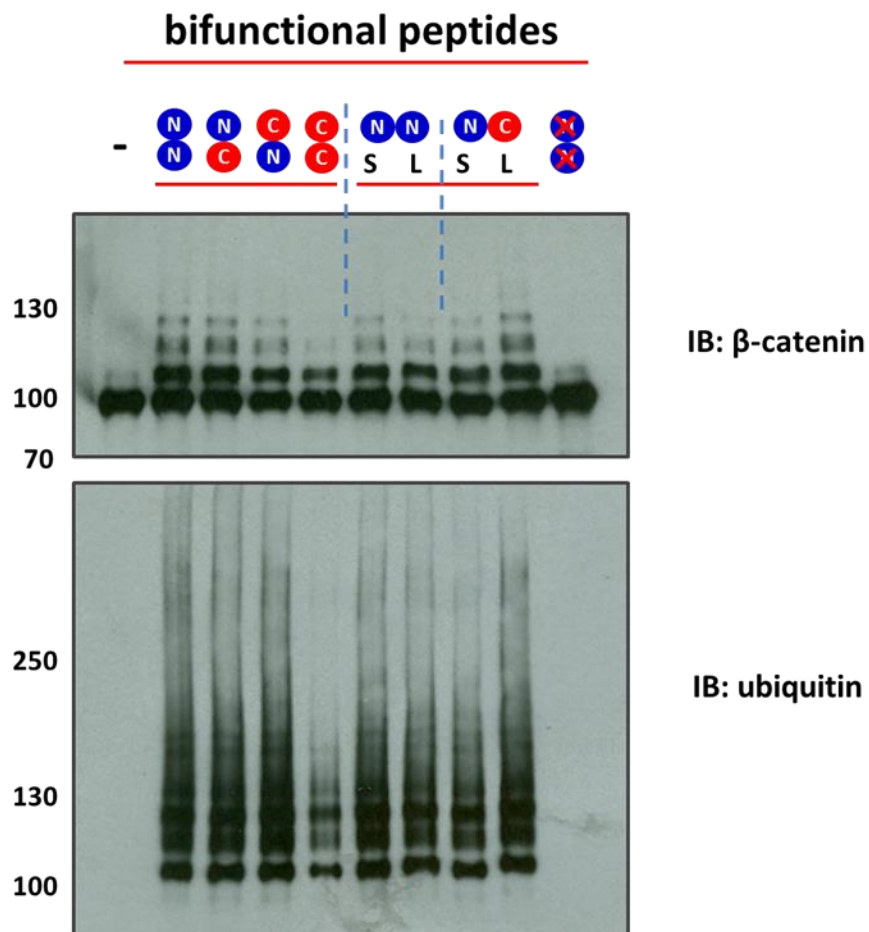 bifunctional peptides
- N N C C N N N C
N C N C S L S L
130
100
70
IB: β-catenin
250
130
100
IB: ubiquitin